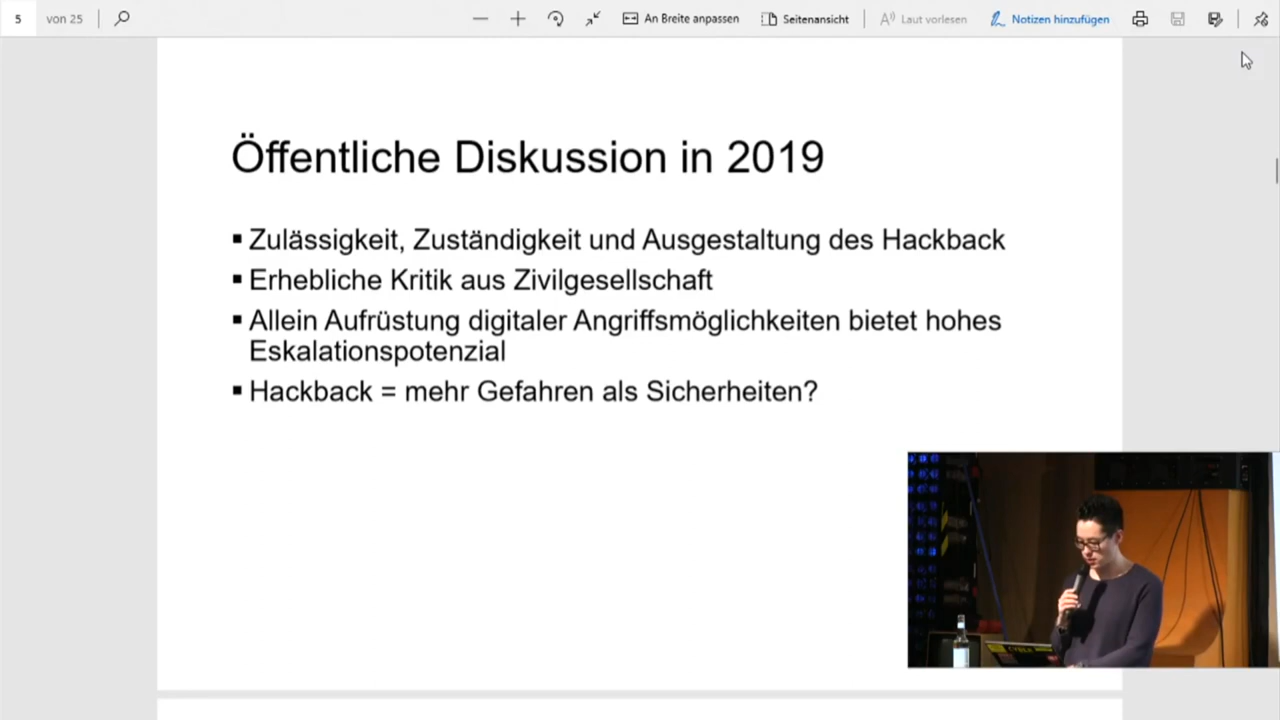 5 von 25 An Breite anpassen Seitenansicht Laut vorlesen Notizen hinzufügen
Öffentliche Diskussion in 2019
▪ Zulässigkeit, Zuständigkeit und Ausgestaltung des Hackback
▪ Erhebliche Kritik aus Zivilgesellschaft
▪ Allein Aufrüstung digitaler Angriffsmöglichkeiten bietet hohes
Eskalationspotenzial
▪ Hackback = mehr Gefahren als Sicherheiten?